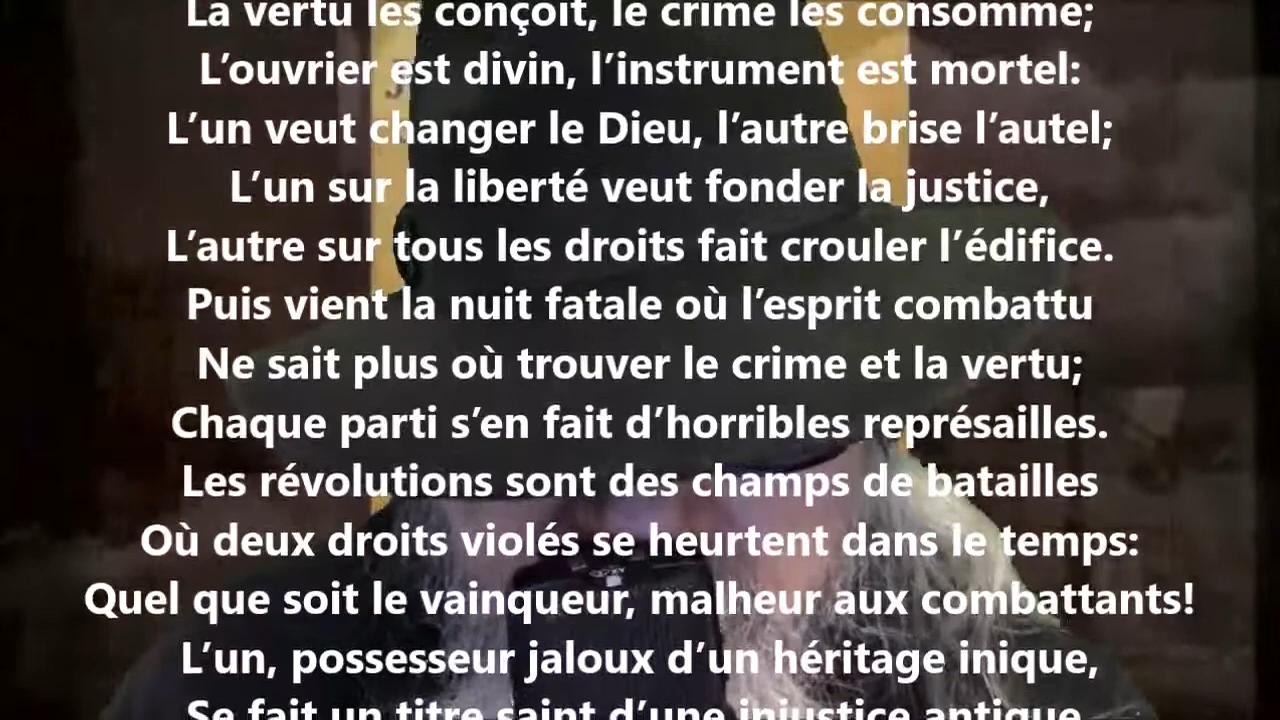 La vertu les conçoit, le crime les consomme;
L’ouvrier est divin, l’instrument est mortel:
L’un veut changer le Dieu, l’autre brise l’autel;
L’un sur la liberté veut fonder la justice,
L’autre sur tous les droits fait crouler l’édifice.
Puis vient la nuit fatale où l’esprit combattu
Ne sait plus où trouver le crime et la vertu;
Chaque parti s’en fait d’horribles représailles.
Les révolutions sont des champs de batailles
Où deux droits violés se heurtent dans le temps:
Quel que soit le vainqueur, malheur aux combattants!
L’un, possesseur jaloux d’un héritage inique,
Se fait un titre saint d’une injustice antique